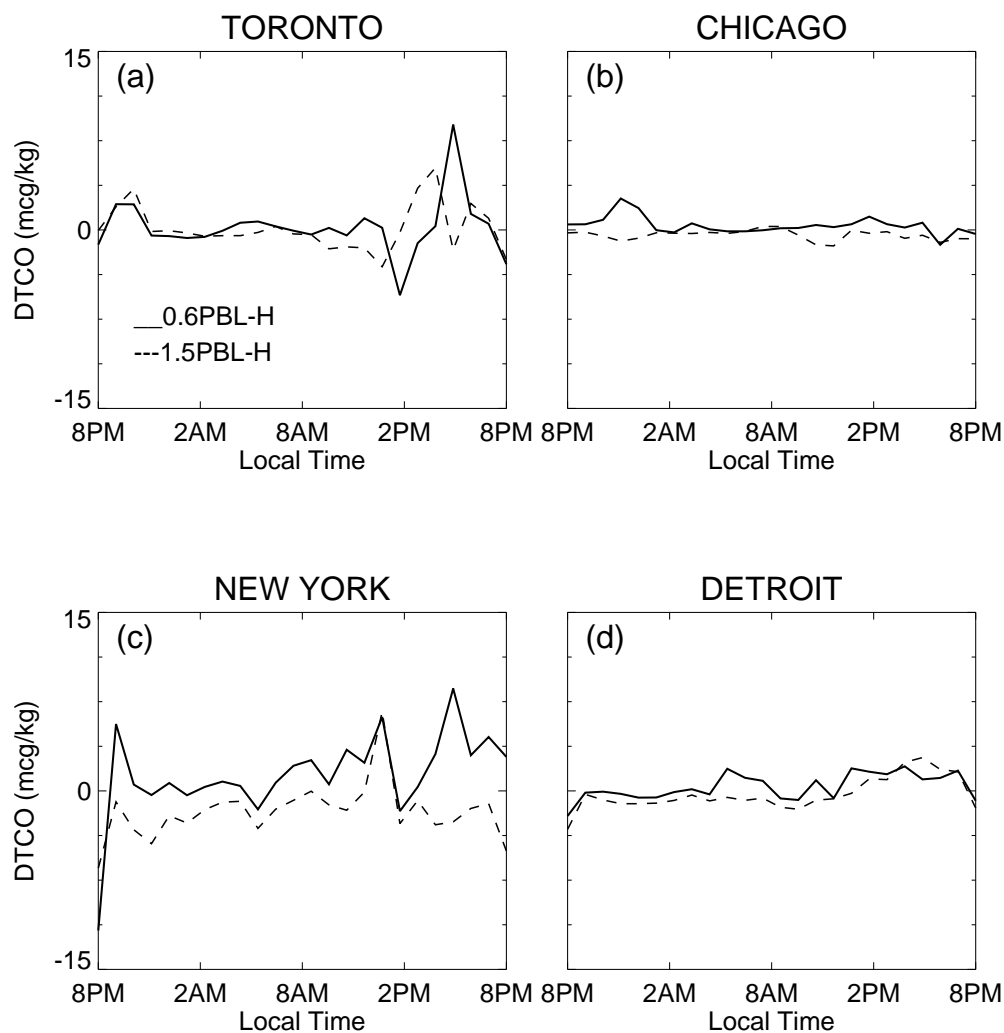 TORONTO
CHICAGO
15
(a)
(b)
DTCO (mcg/kg)
0
__0.6PBL-H
---1.5PBL-H
-15
8PM 2AM 8AM 2PM 8PM
8PM 2AM 8AM 2PM 8PM
Local Time
Local Time
NEW YORK
DETROIT
15
(c)
(d)
DTCO (mcg/kg)
0
-15
8PM 2AM 8AM 2PM 8PM
8PM 2AM 8AM 2PM 8PM
Local Time
Local Time